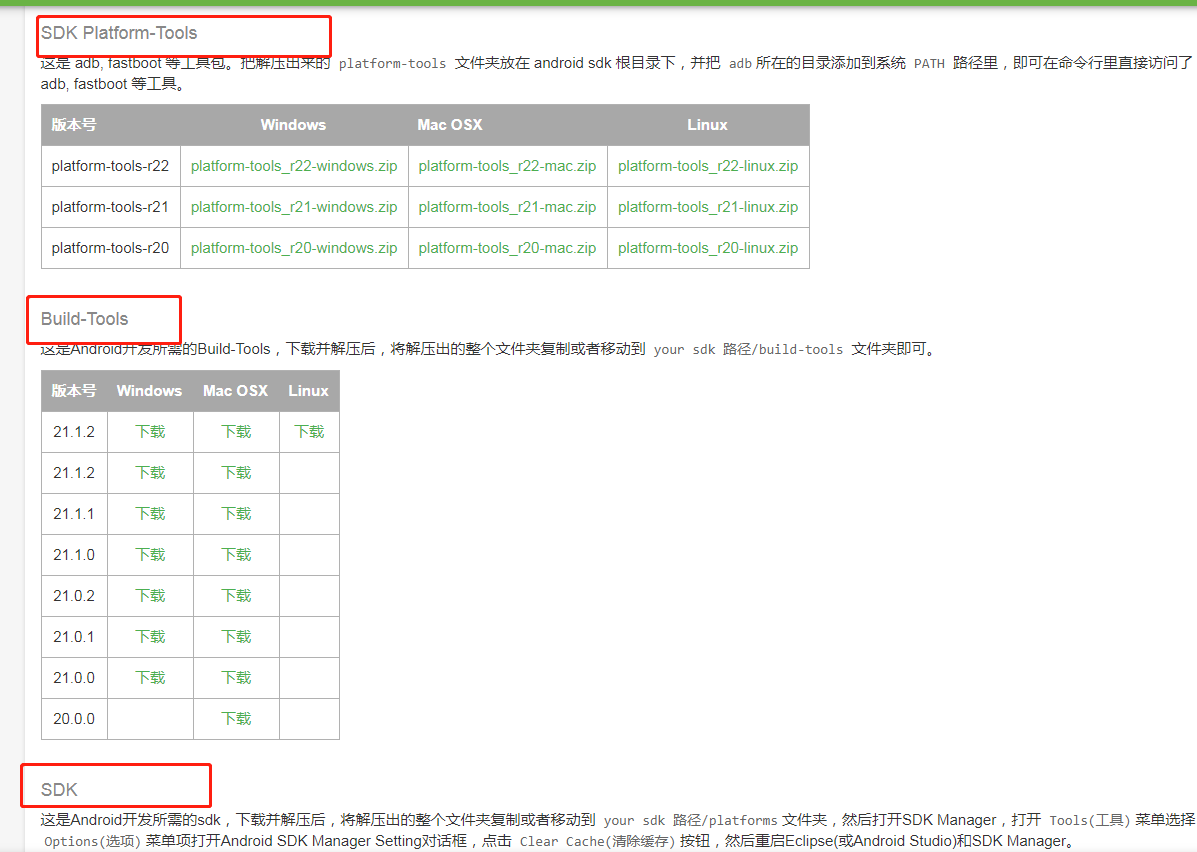 SDK Platform-Tools
这是 adb, fastboot 等工具包。把解压出来的 platform-tools 文件夹放在 android sdk 根目录下，并把 adb 所在的目录添加到系统 PATH 路径里，即可在命令行里直接访问了
adb, fastboot 等工具。
版本号 Windows Mac OSX Linux
platform-tools-r22 platform-tools_r22-windows.zip platform-tools_r22-mac.zip platform-tools_r22-linux.zip
platform-tools-r21 platform-tools_r21-windows.zip platform-tools_r21-mac.zip platform-tools_r21-linux.zip
platform-tools-r20 platform-tools_r20-windows.zip platform-tools_r20-mac.zip platform-tools_r20-linux.zip
Build-Tools
这是Android开发所需的Build-Tools，下载并解压后，将解压出的整个文件夹复制或者移动到 your sdk 路径/build-tools 文件夹即可。
版本号 Windows Mac OSX Linux
21.1.2 下载 下载 下载
21.1.2 下载 下载
21.1.1 下载 下载
21.1.0 下载 下载
21.0.2 下载 下载
21.0.1 下载 下载
21.0.0 下载 下载
20.0.0 下载
SDK
这是Android开发所需的sdk，下载并解压后，将解压出的整个文件夹复制或者移动到 your sdk 路径/platforms 文件夹，然后打开SDK Manager，打开 Tools(工具) 菜单选择
Options(选项) 菜单项打开Android SDK Manager Setting对话框，点击 Clear Cache(清除缓存) 按钮，然后重启Eclipse(或Android Studio)和SDK Manager。